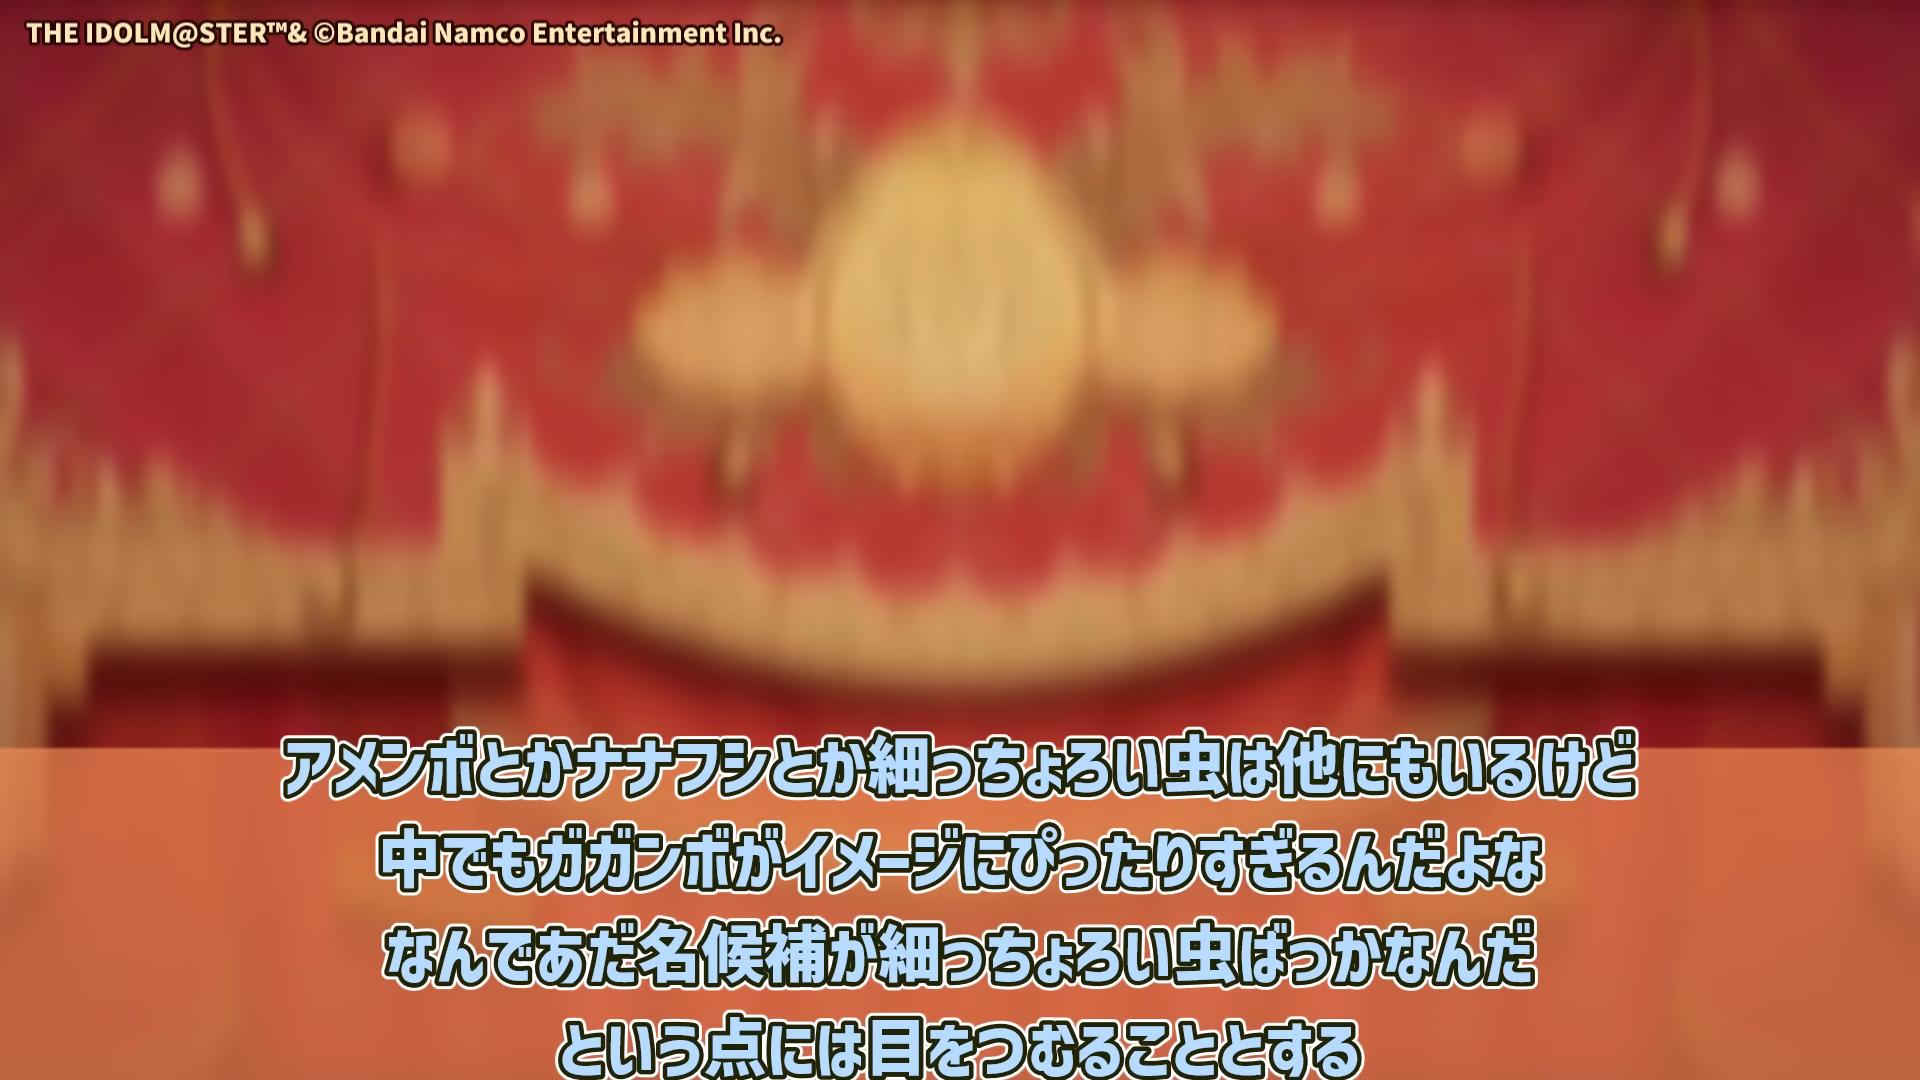 THE IDOLM@STER™& ©Bandai Namco Entertainment Inc.
アメンボとかナナフシとか細っちょろい虫は他にもいるけど
中でもガガンボがイメージにぴったりすぎるんだよな
なんであだ名候補が細っちょろい虫ばっかなんだ
という点には目をつむることとする